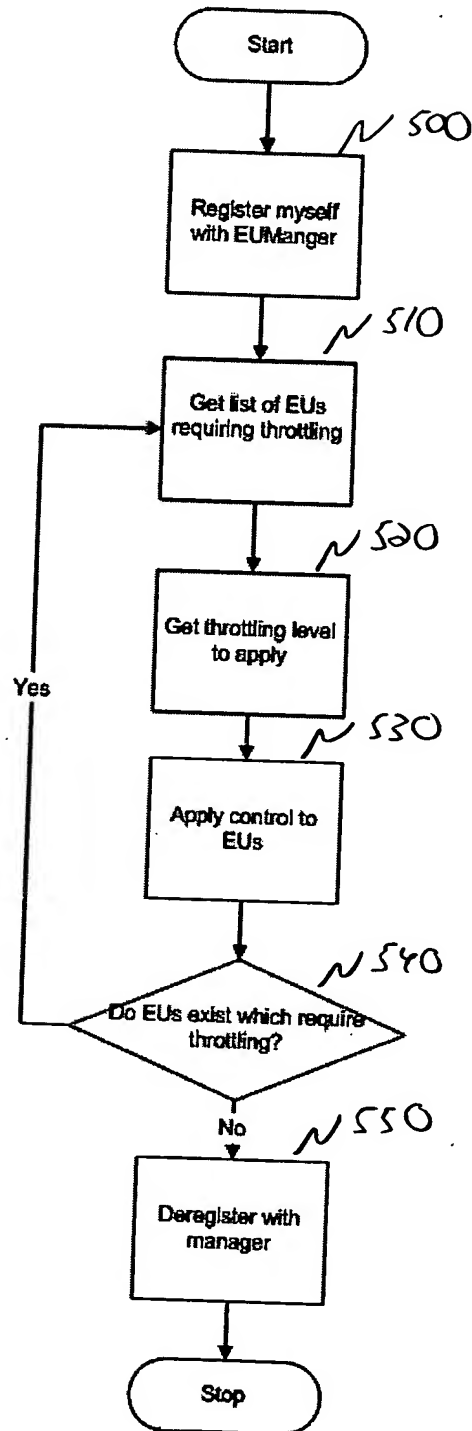 Start
500
Register myself
with EUManger
510
Get list of EUs
requiring throttling
520
Get throttling level
to apply
Yes
530
Apply control to
EUs
540
Do EUs exist which require
throttling?
No
550
Deregister with
manager
Stop